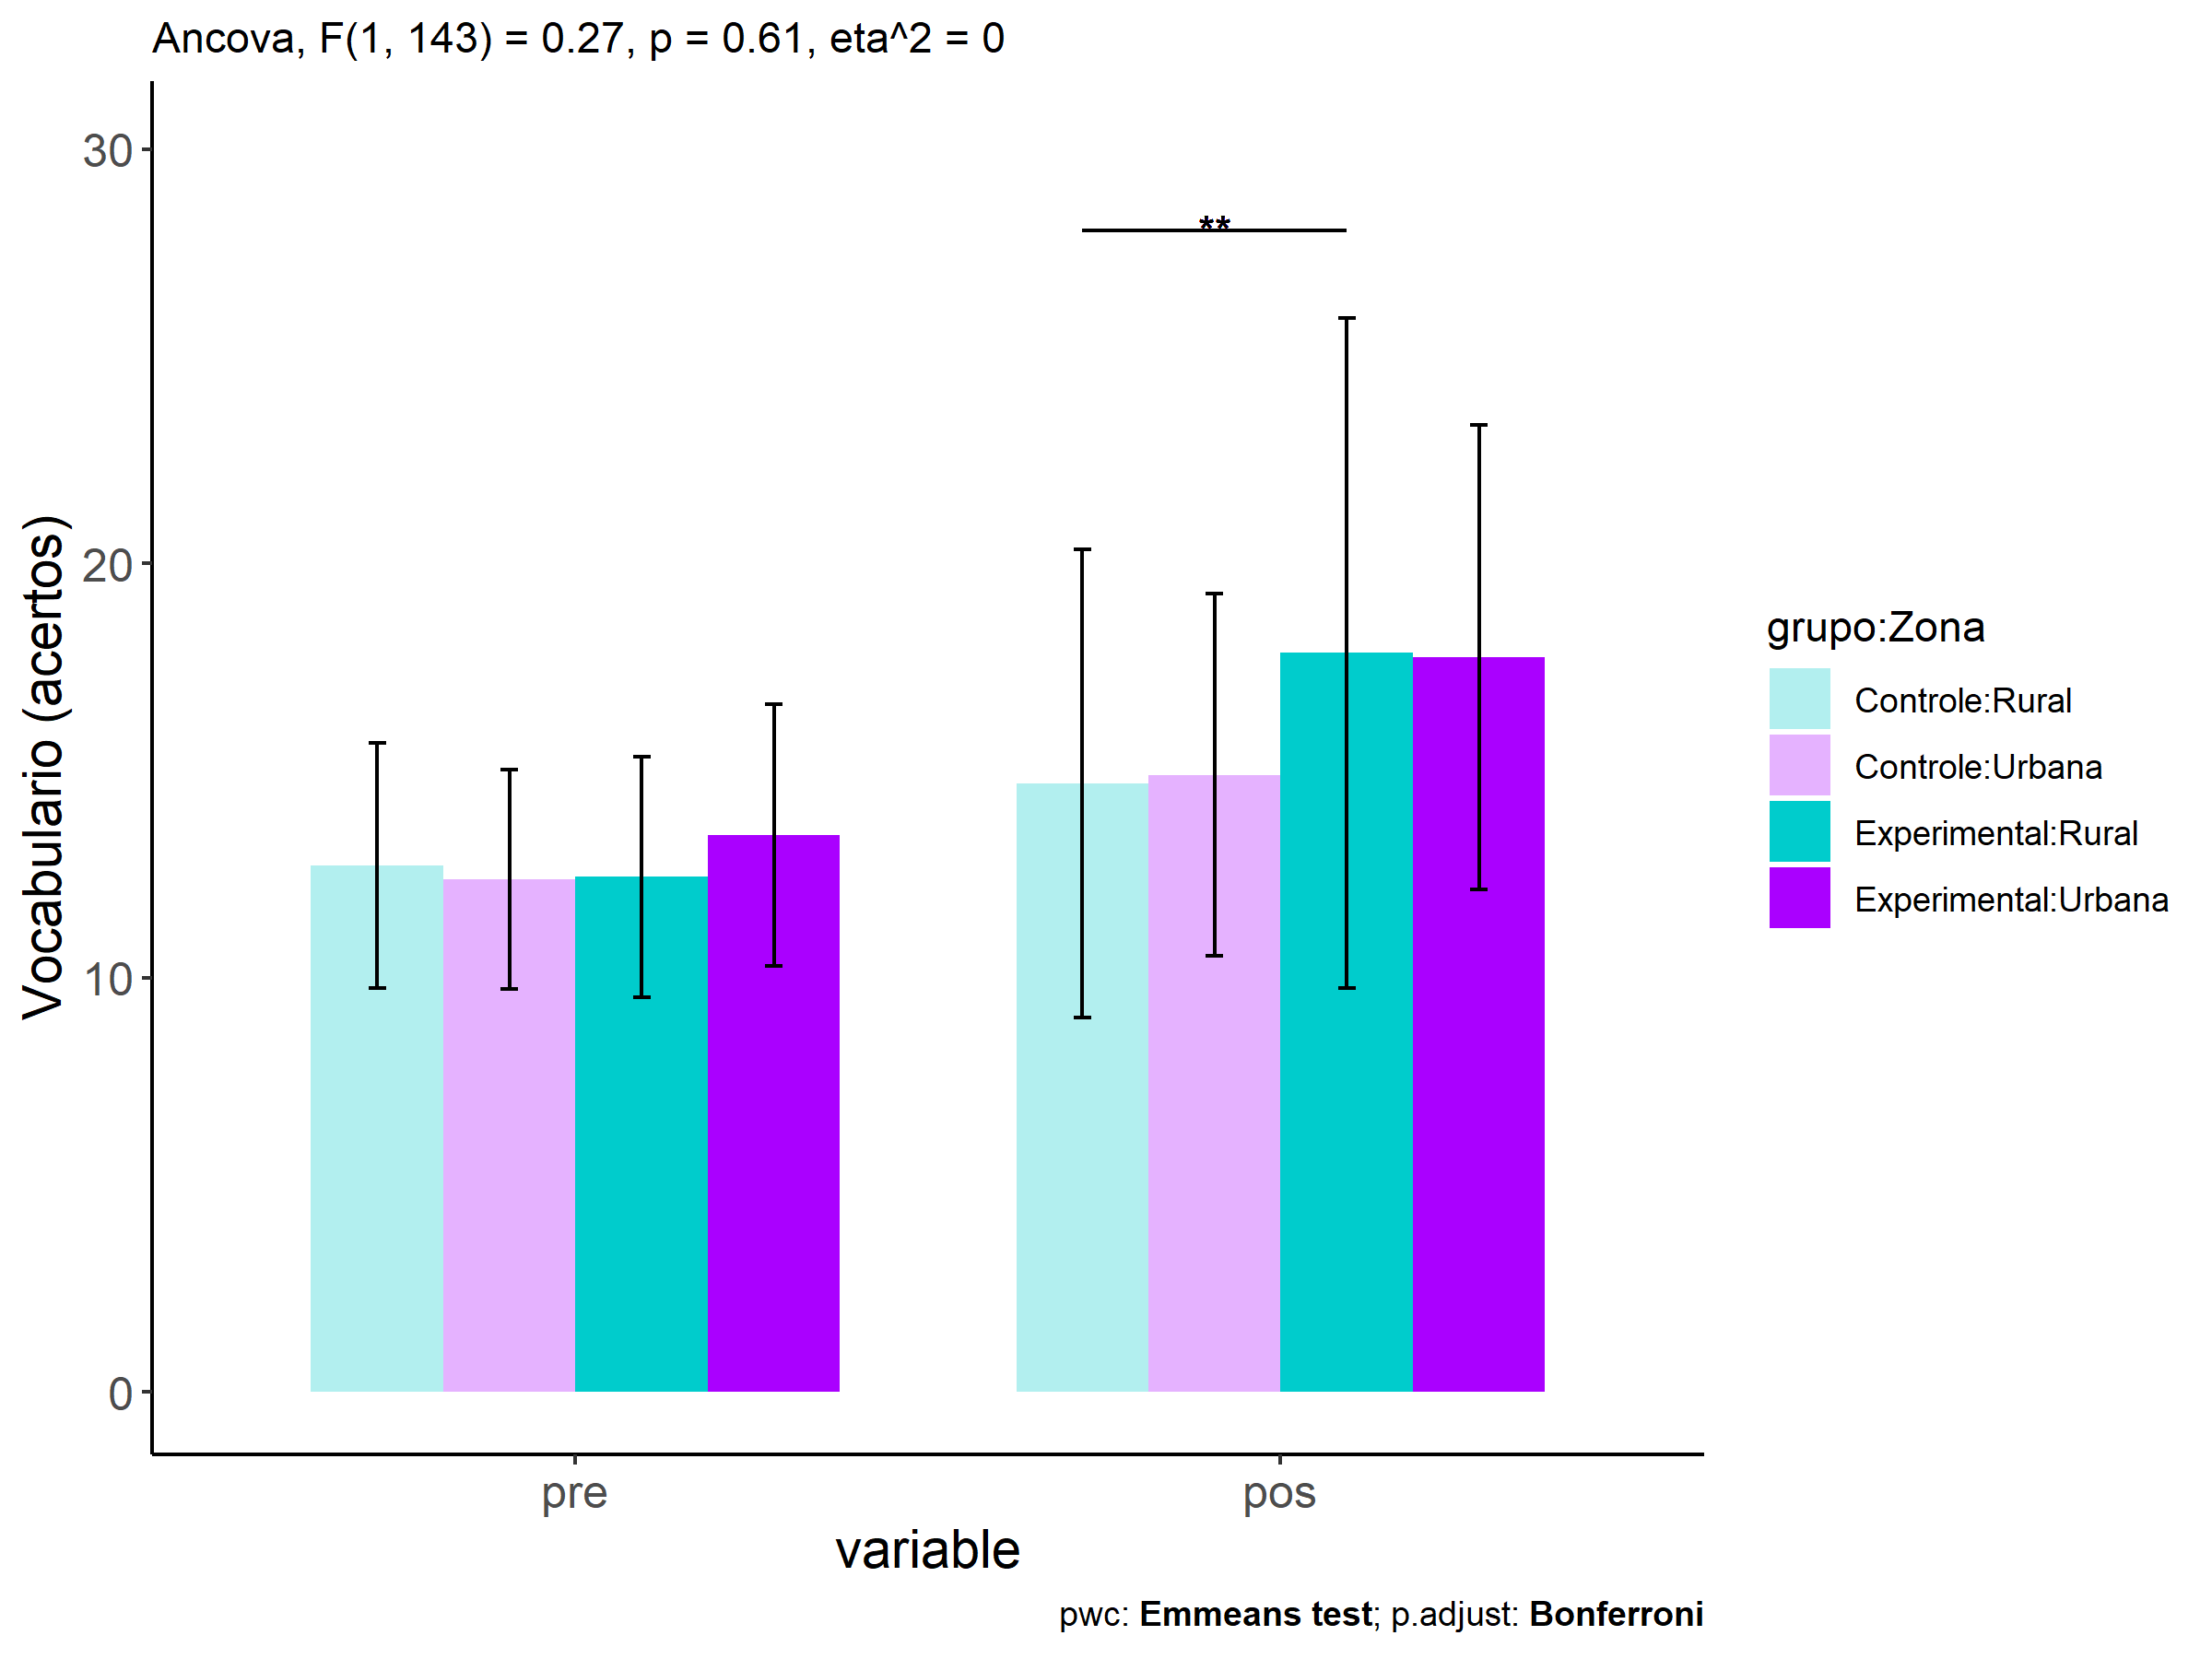 Ancova, F(1, 143) = 0.27, p = 0.61, eta^2 = 0
Vocabulario (acertos)
30
20
10
0
**
pre
pos
variable
grupo:Zona
Controle:Rural
Controle:Urbana
Experimental:Rural
Experimental:Urbana
pwc: Emmeans test; p.adjust: Bonferroni